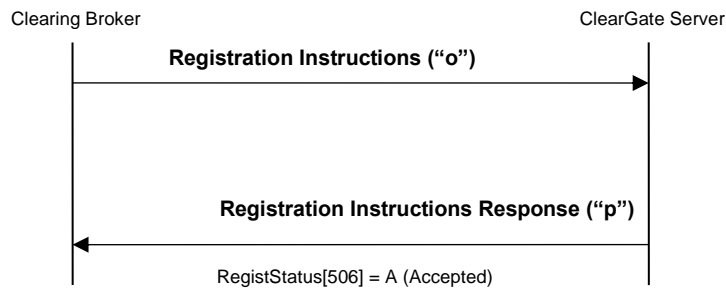 Clearing Broker
ClearGate Server
Registration Instructions (“o”)
Registration Instructions Response (“p”)
RegistStatus[506] = A (Accepted)